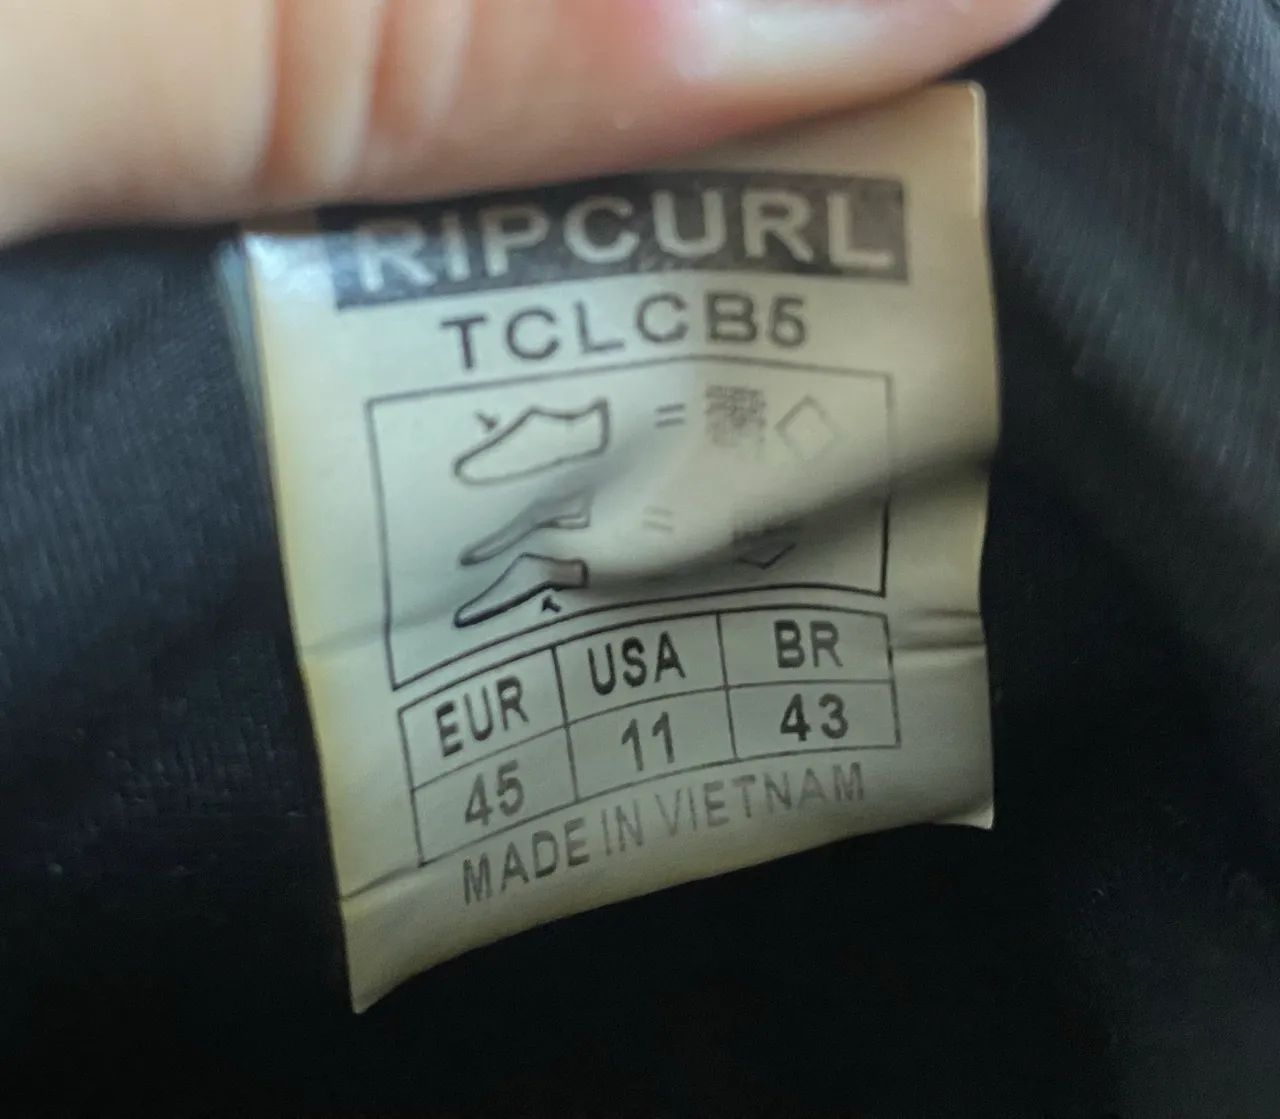 RIPCURL
TCLCB5
=
=
EUR USA BR
45 11 43
MADE IN VIETNAM